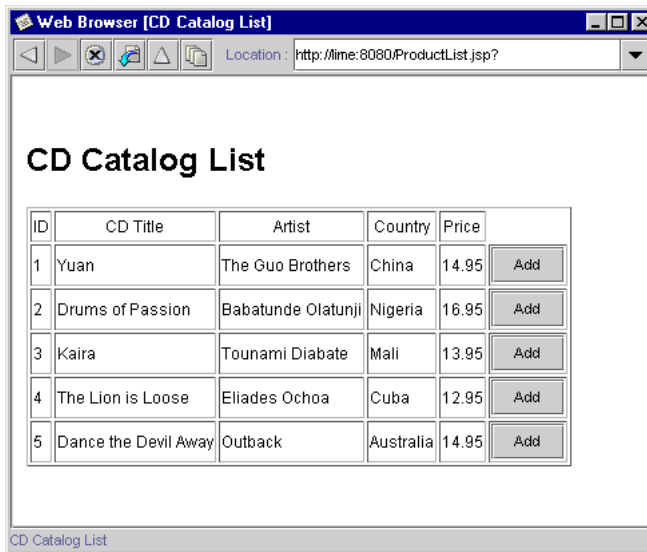 Web Browser [CD Catalog List]
Location : http://lime:8080/ProductList.jsp?
CD Catalog List
ID CD Title Artist Country Price
1 Yuan The Guo Brothers China 14.95 Add
2 Drums of Passion Babatunde Olatunji Nigeria 16.95 Add
3 Kaira Tounami Diabate Mali 13.95 Add
4 The Lion is Loose Eliades Ochoa Cuba 12.95 Add
5 Dance the Devil Away Outback Australia 14.95 Add
CD Catalog List